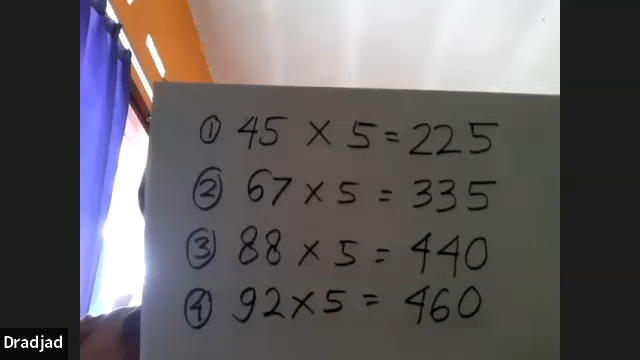 ① 45 × 5 = 225
② 67 × 5 = 335
③ 88 × 5 = 440
④ 92 × 5 = 460
Dradjad